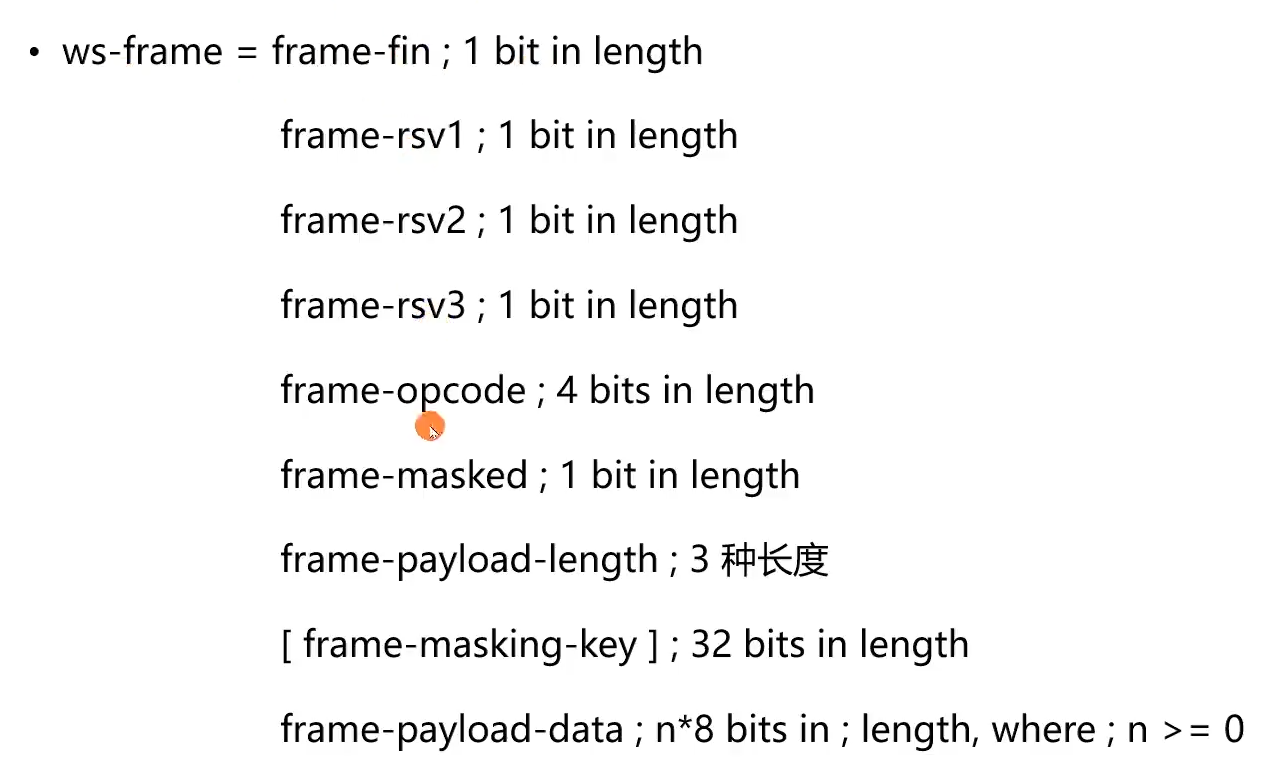 • ws-frame = frame-fin ; 1 bit in length
frame-rsv1 ; 1 bit in length
frame-rsv2 ; 1 bit in length
frame-rsv3 ; 1 bit in length
frame-opcode ; 4 bits in length
frame-masked ; 1 bit in length
frame-payload-length ; 3 种长度
[ frame-masking-key ] ; 32 bits in length
frame-payload-data ; n*8 bits in ; length, where ; n >= 0